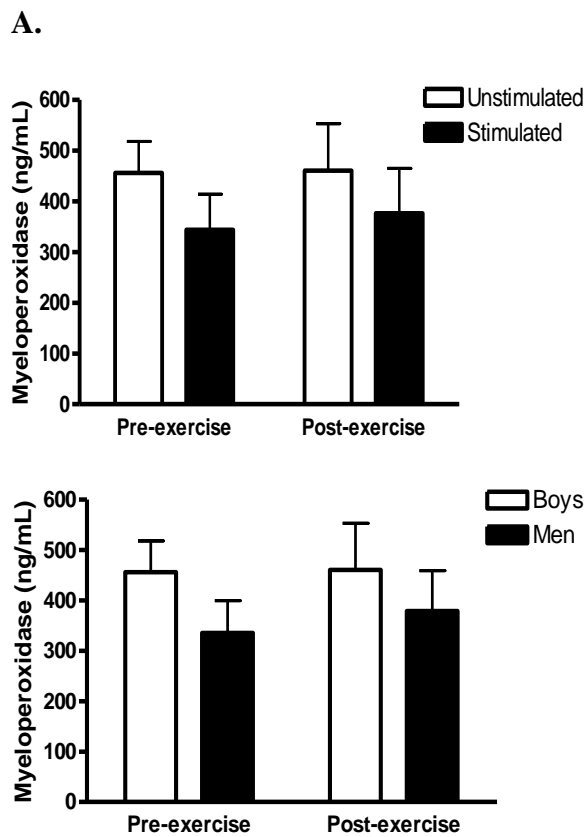 A.
Unstimulated
Stimulated
Myeloperoxidase (ng/mL)
600
500
400
300
200
100
0
Pre-exercise Post-exercise
Boys
Men
Myeloperoxidase (ng/mL)
600
500
400
300
200
100
0
Pre-exercise Post-exercise